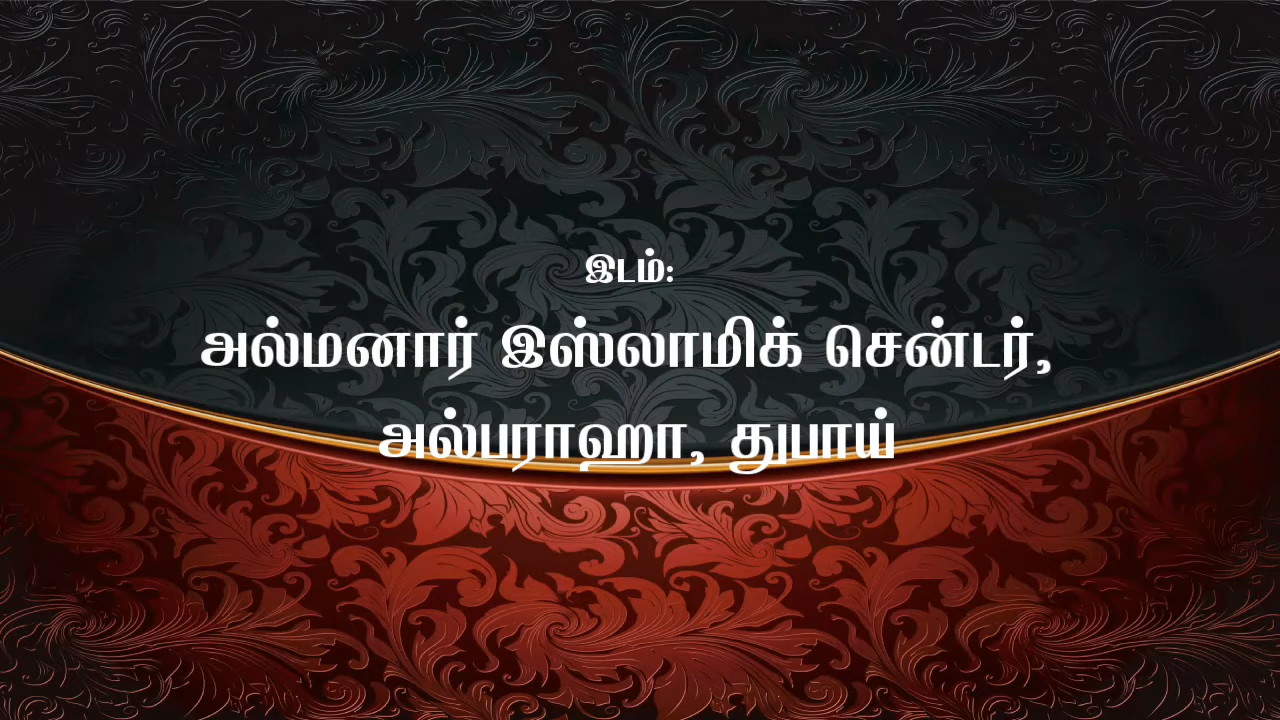 இடம்:
அல்மனார் இஸ்லாமிக் சென்டர்,
அல்பராஹா, துபாய்